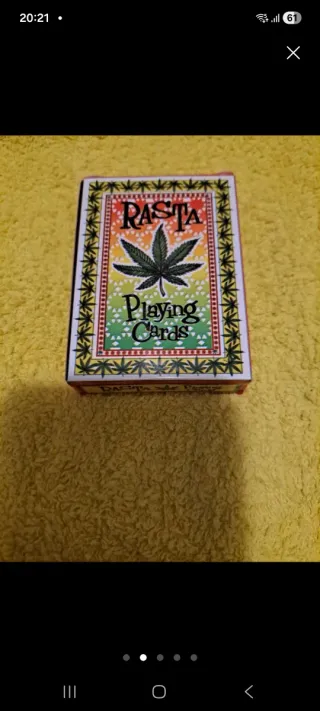 20:21
61
RASTA
Playing
Cards